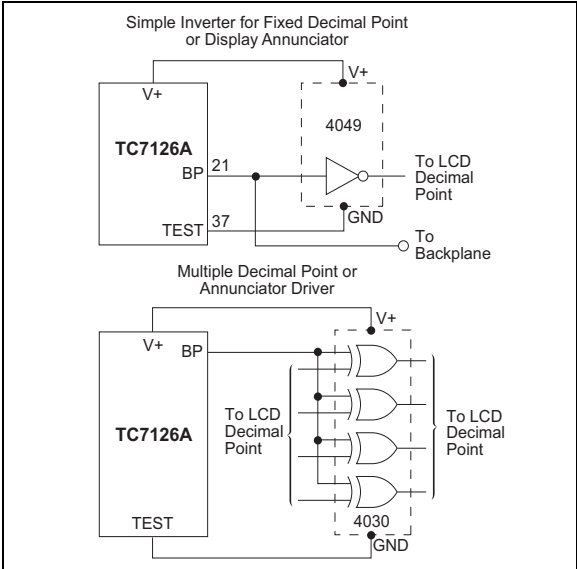 Simple Inverter for Fixed Decimal Point
or Display Annunciator
V+
V+
4049
TC7126A
BP
21
To LCD
Decimal
Point
GND
TEST
37
To
Backplane
Multiple Decimal Point or
Annunciator Driver
V+
V+
BP
To LCD
Decimal
Point
To LCD
Decimal
Point
TC7126A
TEST
4030
GND